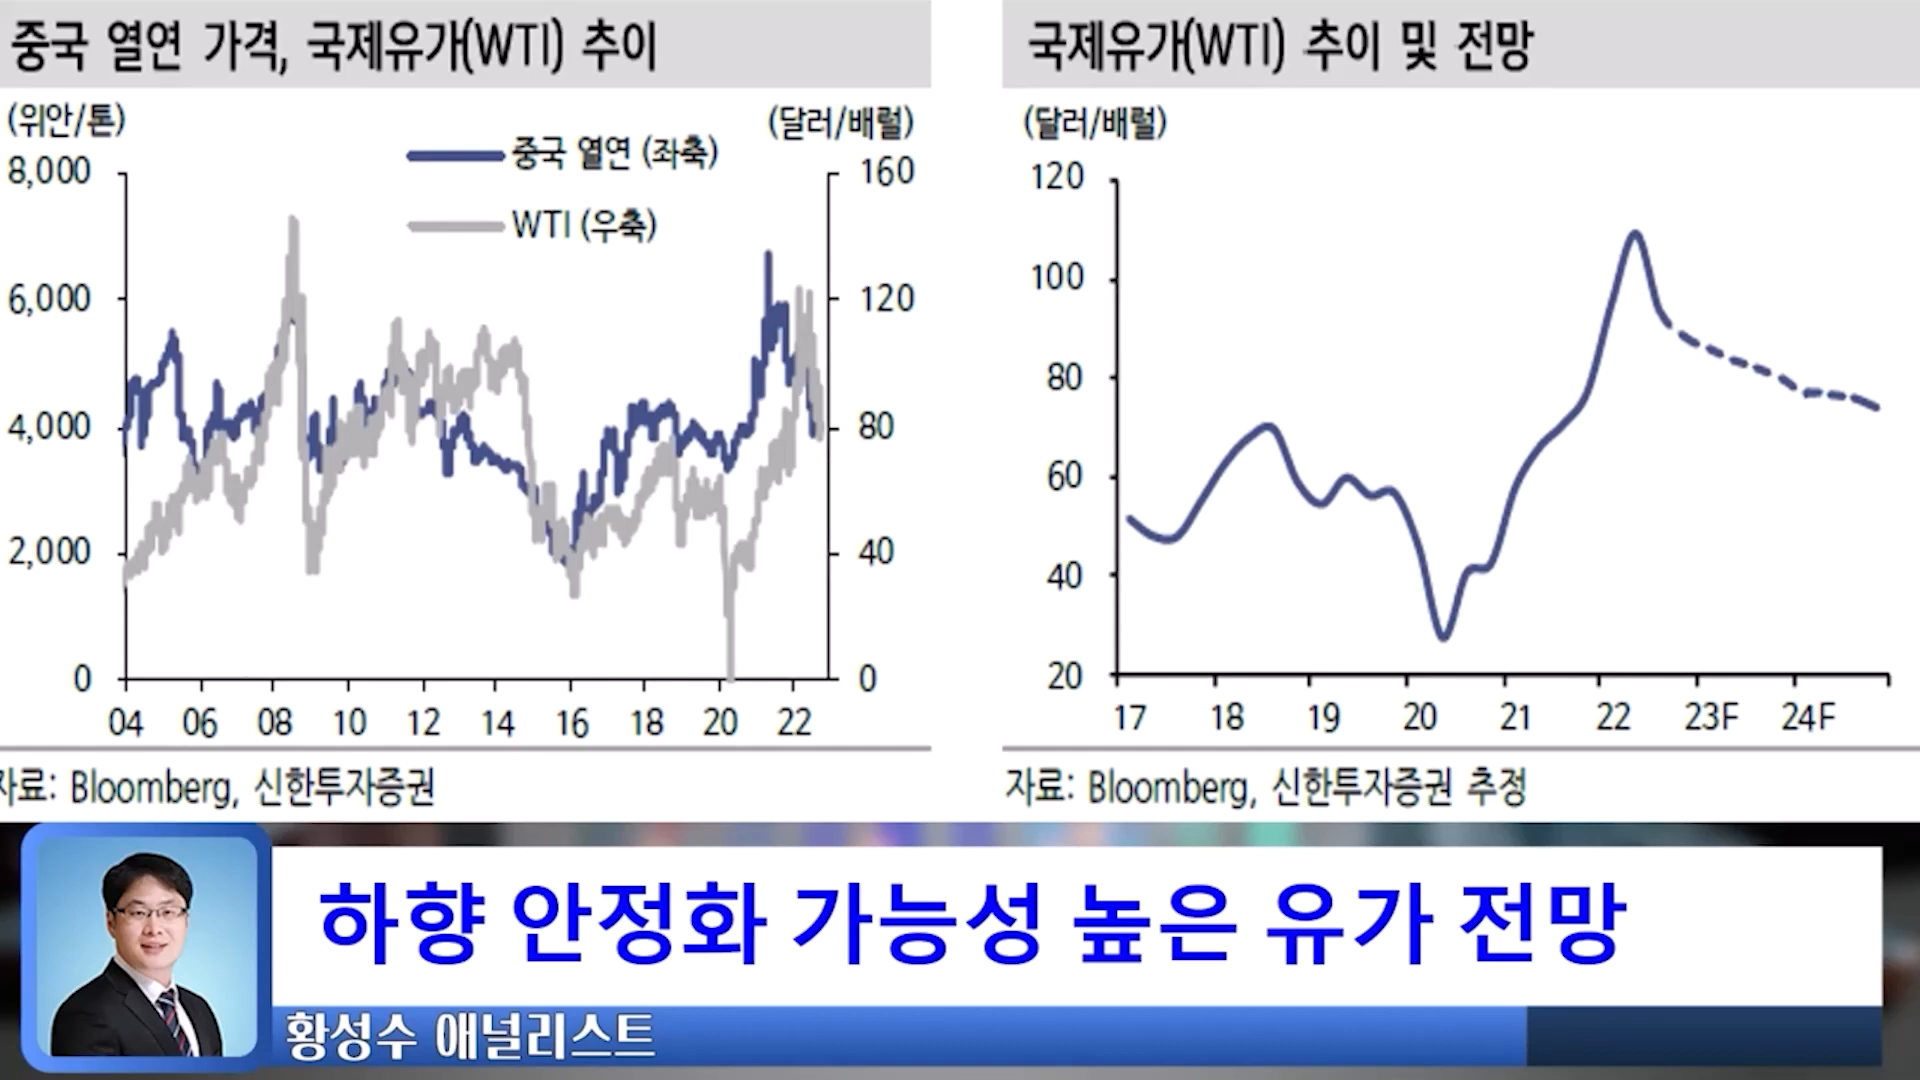 중국 열연 가격, 국제유가(WTI) 추이
(위안/톤)
(달러/배럴)
중국 열연 (좌축)
WTI (우축)
8,000
6,000
4,000
2,000
0
160
120
80
40
0
04 06 08 10 12 14 16 18 20 22
자료: Bloomberg, 신한투자증권
국제유가(WTI) 추이 및 전망
(달러/배럴)
120
100
80
60
40
20
17 18 19 20 21 22 23F 24F
자료: Bloomberg, 신한투자증권 추정
하향 안정화 가능성 높은 유가 전망
황성수 애널리스트